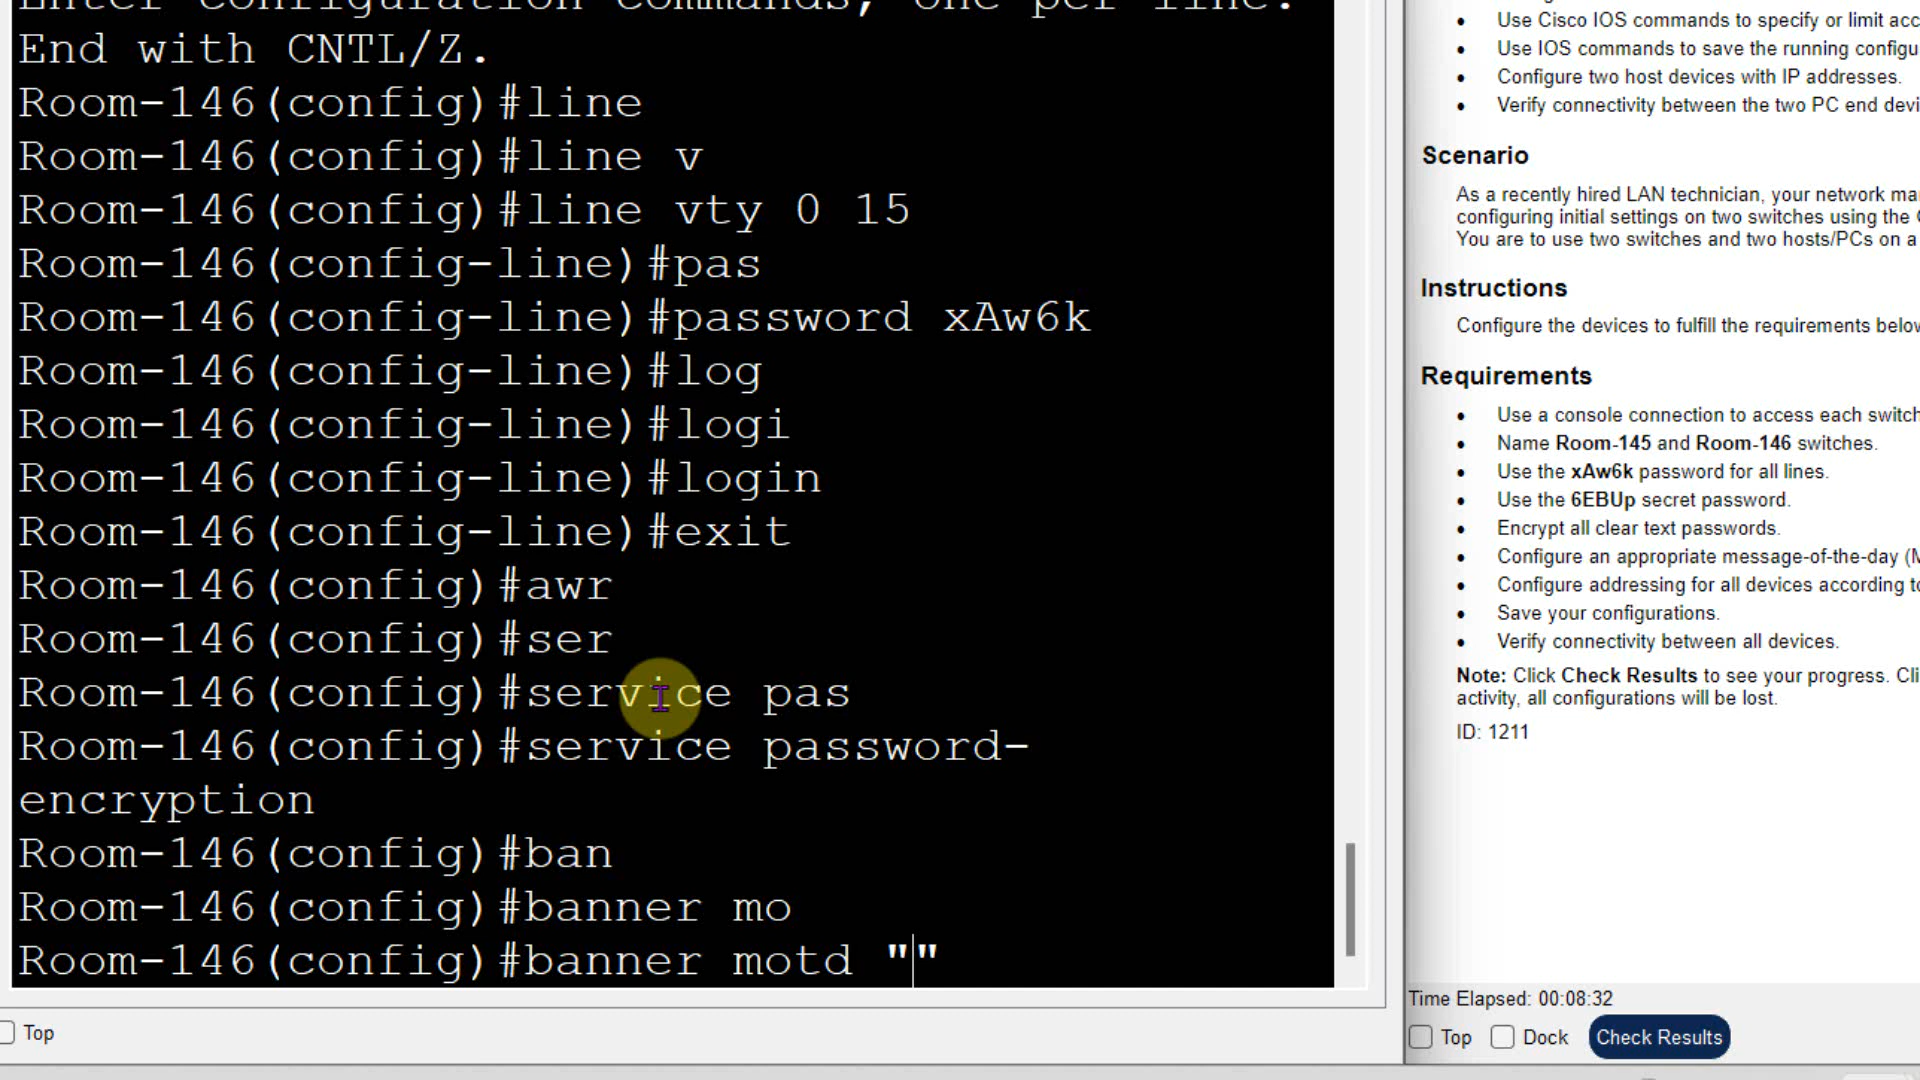 Enter configuration commands, one per line.
End with CNTL/Z.
Room-146(config)#line
Room-146(config)#line v
Room-146(config)#line vty 0 15
Room-146(config-line)#pas
Room-146(config-line)#password xAw6k
Room-146(config-line)#log
Room-146(config-line)#logi
Room-146(config-line)#login
Room-146(config-line)#exit
Room-146(config)#awr
Room-146(config)#ser
Room-146(config)#service pas
Room-146(config)#service password-
encryption
Room-146(config)#ban
Room-146(config)#banner mo
Room-146(config)#banner motd ""
Top
• Use Cisco IOS commands to specify or limit acc
• Use IOS commands to save the running configu
• Configure two host devices with IP addresses.
• Verify connectivity between the two PC end devi
Scenario
As a recently hired LAN technician, your network ma
configuring initial settings on two switches using the
You are to use two switches and two hosts/PCs on a
Instructions
Configure the devices to fulfill the requirements below
Requirements
• Use a console connection to access each switch
• Name Room-145 and Room-146 switches.
• Use the xAw6k password for all lines.
• Use the 6EBUp secret password.
• Encrypt all clear text passwords.
• Configure an appropriate message-of-the-day (M
• Configure addressing for all devices according to
• Save your configurations.
• Verify connectivity between all devices.
Note: Click Check Results to see your progress. Cli
activity, all configurations will be lost.
ID: 1211
Time Elapsed: 00:08:32
Top Dock Check Results